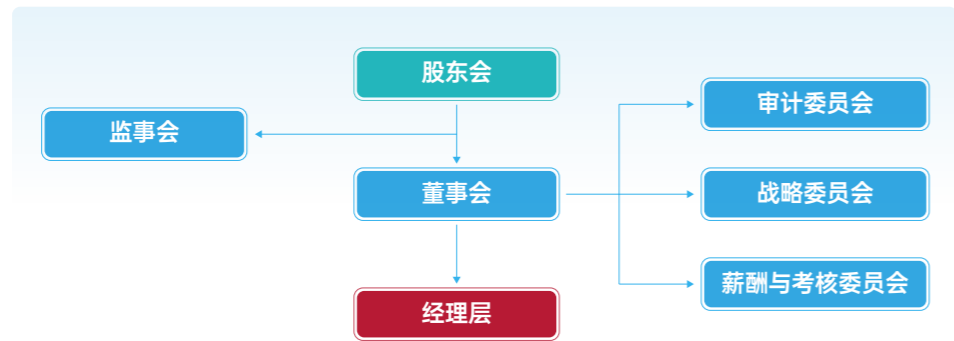 股东会
监事会
审计委员会
董事会
战略委员会
薪酬与考核委员会
经理层